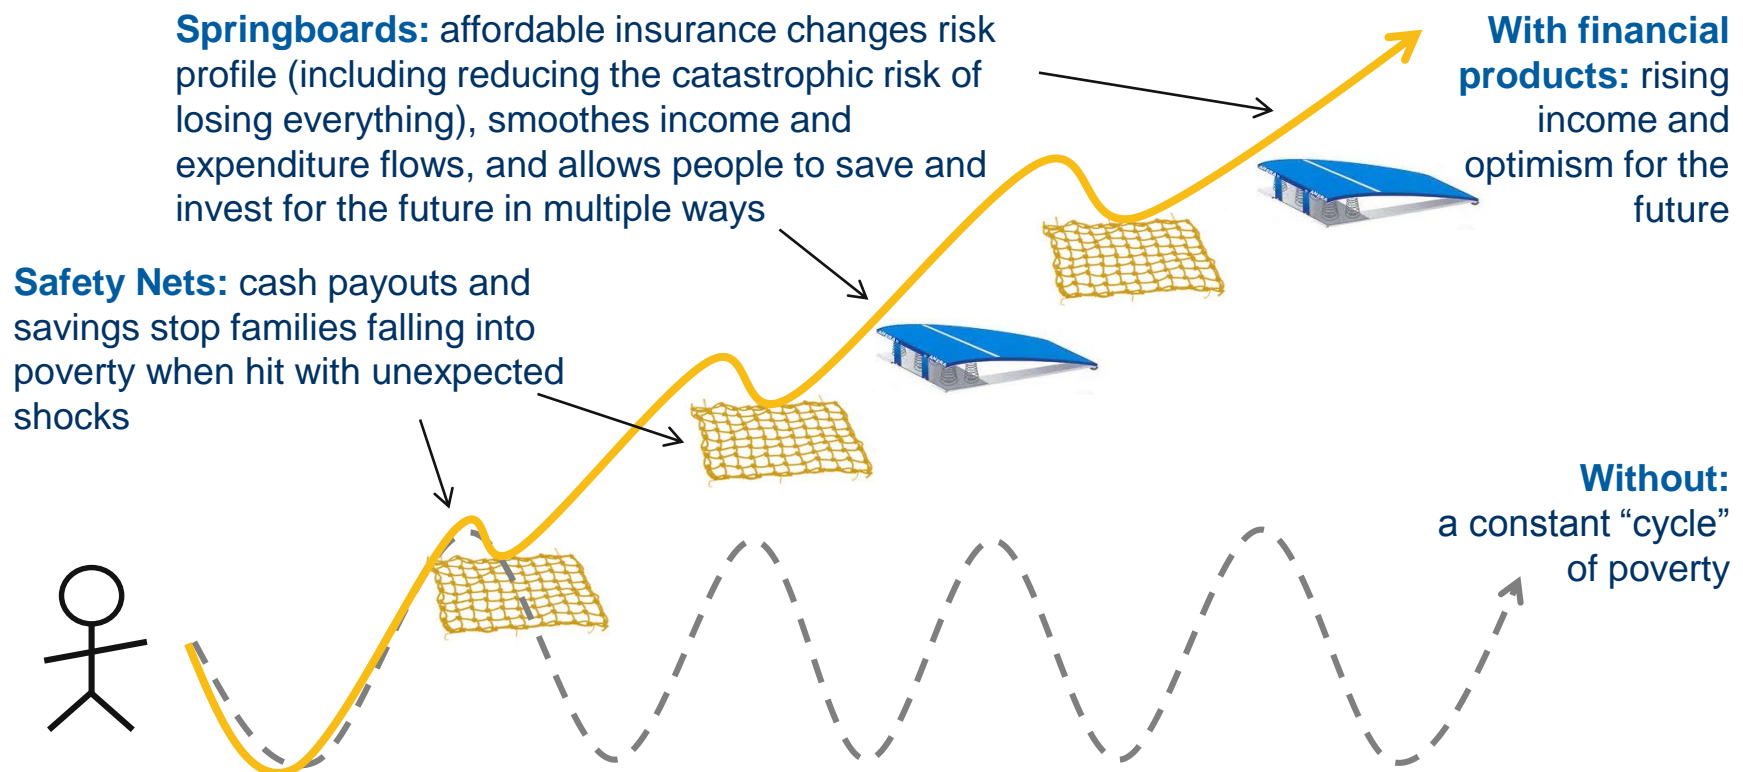 Springboards: affordable insurance changes risk
profile (including reducing the catastrophic risk of
losing everything), smoothes income and
expenditure flows, and allows people to save and
invest for the future in multiple ways
With financial
products: rising
income and
optimism for the
future
Safety Nets: cash payouts and
savings stop families falling into
poverty when hit with unexpected
shocks
Without:
a constant “cycle”
of poverty